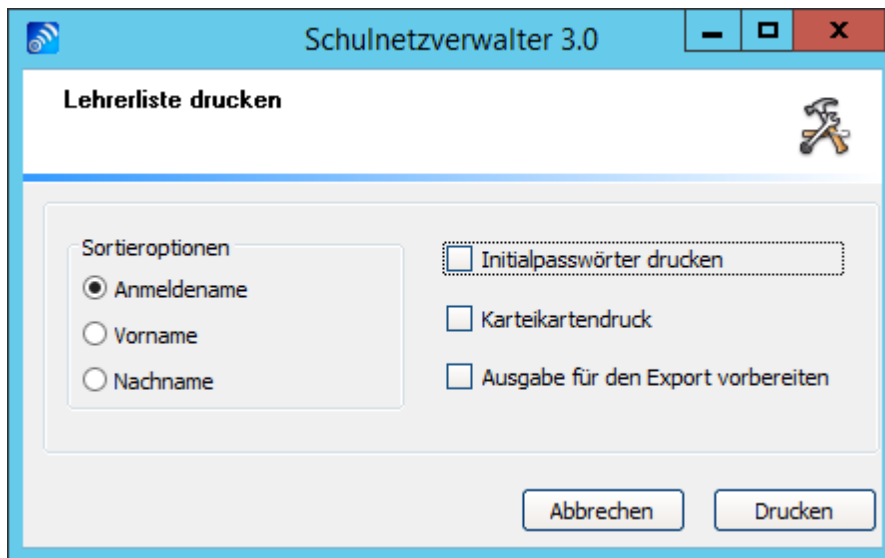 Schulnetzverwalter 3.0
Lehrerliste drucken
Sortieroptionen
Anmeldename
Vorname
Nachname
Initialpasswörter drucken
Karteikartendruck
Ausgabe für den Export vorbereiten
Abbrechen
Drucken